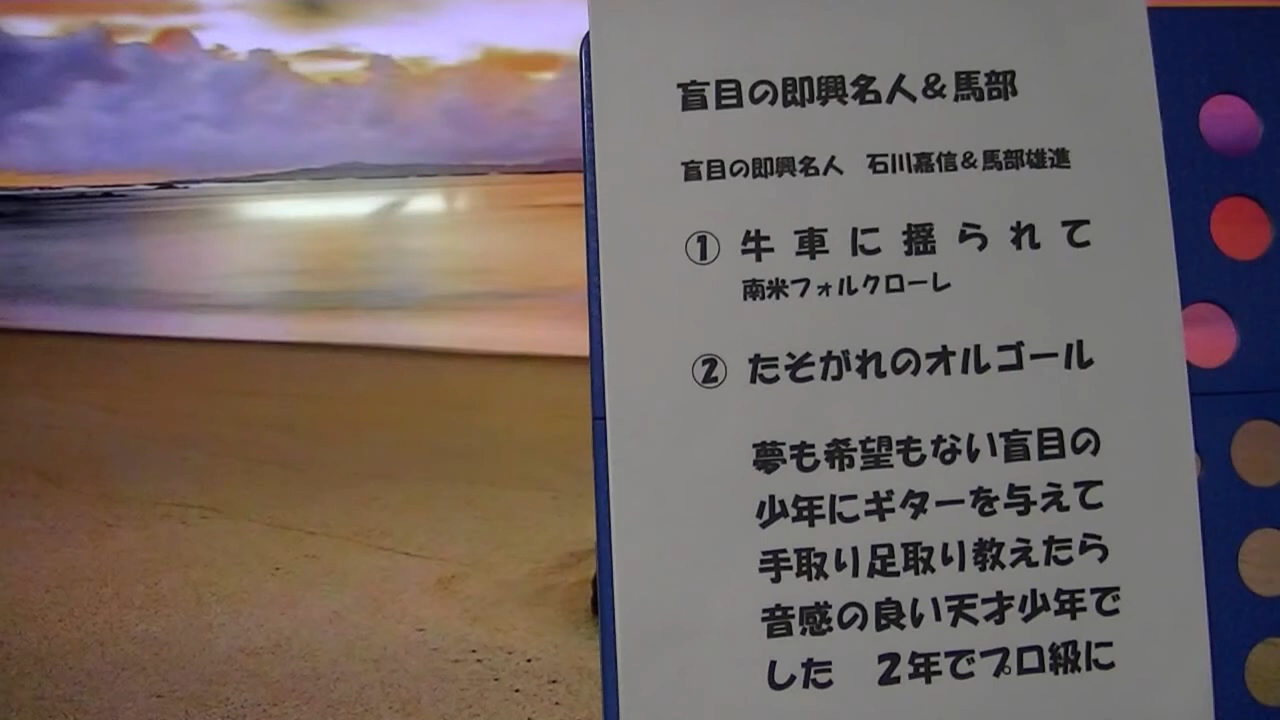 盲目の即興名人&馬部
盲目の即興名人　石川嘉信&馬部雄進
① 牛車に揺られて
南米フォルクローレ
② たそがれのオルゴール
夢も希望もない盲目の
少年にギターを与えて
手取り足取り教えたら
音感の良い天才少年で
した　2年でプロ級に